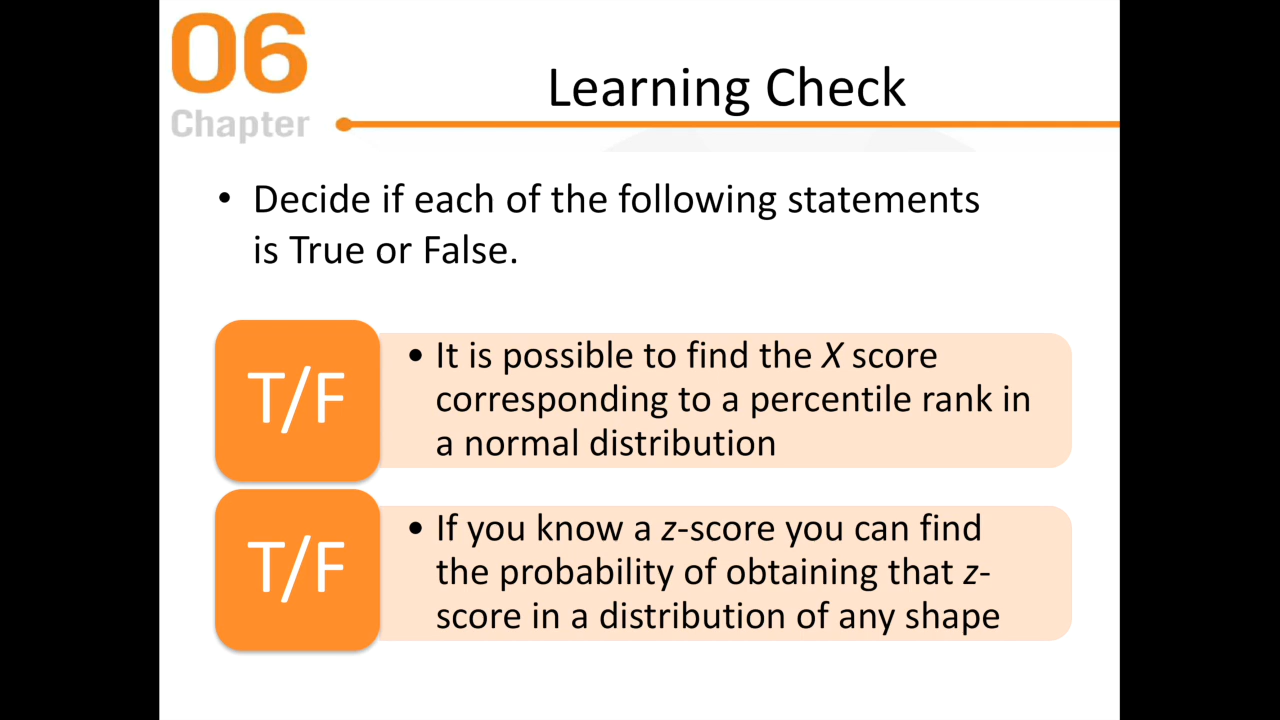 06
Chapter
Learning Check
• Decide if each of the following statements
is True or False.
T/F
• It is possible to find the X score
corresponding to a percentile rank in
a normal distribution
T/F
• If you know a z-score you can find
the probability of obtaining that z-
score in a distribution of any shape